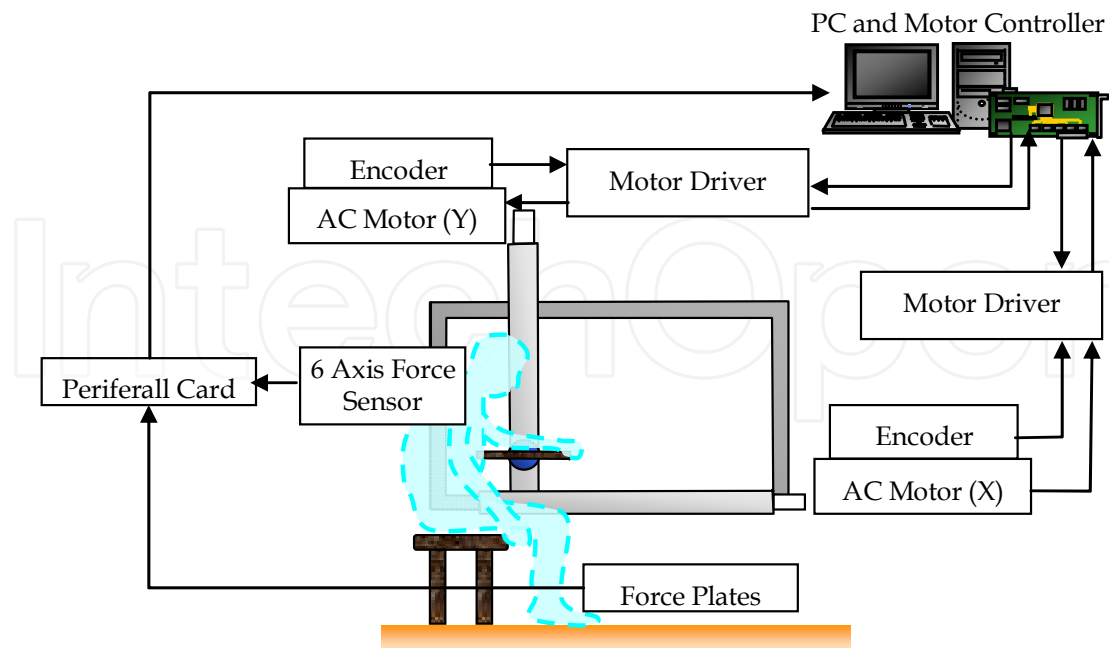 PC and Motor Controller
Encoder
AC Motor (Y)
Motor Driver
Motor Driver
Periferall Card
6 Axis Force
Sensor
Encoder
AC Motor (X)
Force Plates
IntechOpen